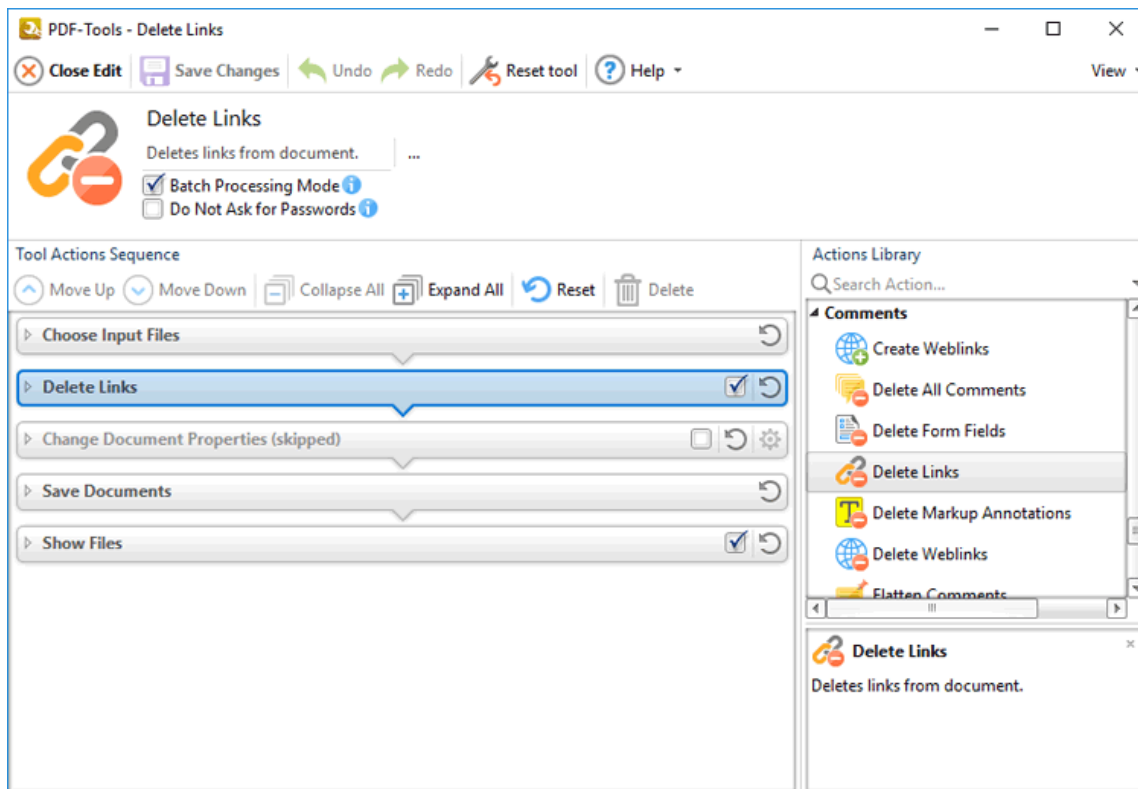 PDF-Tools - Delete Links
Close Edit Save Changes Undo Redo Reset tool Help View
Delete Links
Deletes links from document. ...
Batch Processing Mode
Do Not Ask for Passwords
Tool Actions Sequence
Move Up Move Down Collapse All Expand All Reset Delete
Choose Input Files
Delete Links
Change Document Properties (skipped)
Save Documents
Show Files
Actions Library
Search Action...
Comments
Create Weblinks
Delete All Comments
Delete Form Fields
Delete Links
Delete Markup Annotations
Delete Weblinks
Flatten Comments
Delete Links
Deletes links from document.